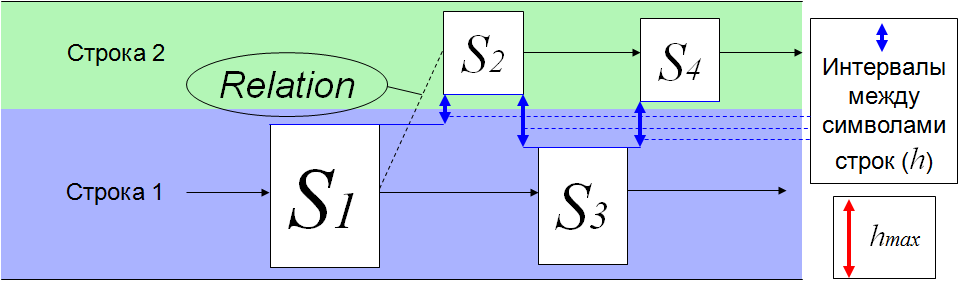 Строка 2
S2
S4
Relation
Интервалы
между
символами
строк (h)
Строка 1
S1
S3
hmax